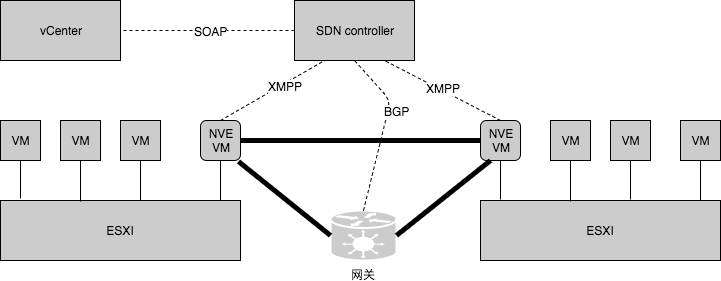 vCenter
SOAP
SDN controller
XMPP
XMPP
BGP
VM
VM
VM
NVE
VM
NVE
VM
VM
VM
VM
ESXI
ESXI
网关